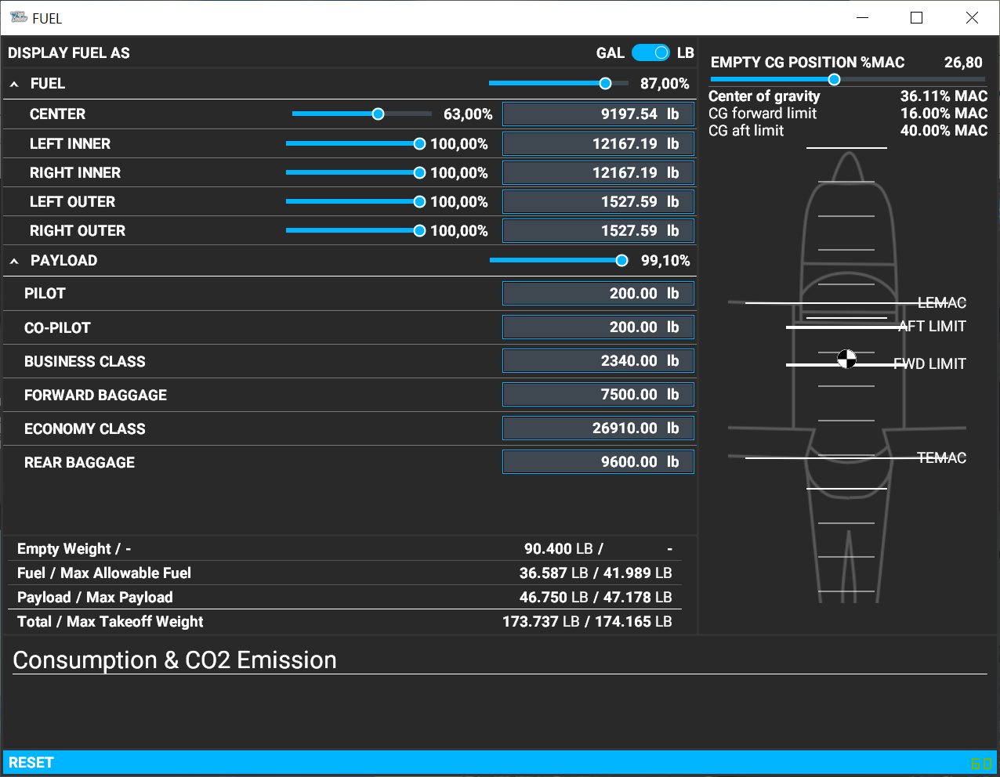 FUEL
DISPLAY FUEL AS GAL LB
FUEL 87,00%
CENTER 63,00% 9197.54 lb
LEFT INNER 100,00% 12167.19 lb
RIGHT INNER 100,00% 12167.19 lb
LEFT OUTER 100,00% 1527.59 lb
RIGHT OUTER 100,00% 1527.59 lb
PAYLOAD 99,10%
PILOT 200.00 lb
CO-PILOT 200.00 lb
BUSINESS CLASS 2340.00 lb
FORWARD BAGGAGE 7500.00 lb
ECONOMY CLASS 26910.00 lb
REAR BAGGAGE 9600.00 lb
Empty Weight / - 90.400 LB / -
Fuel / Max Allowable Fuel 36.587 LB / 41.989 LB
Payload / Max Payload 46.750 LB / 47.178 LB
Total / Max Takeoff Weight 173.737 LB / 174.165 LB
EMPTY CG POSITION %MAC 26,80
Center of gravity 36.11% MAC
CG forward limit 16.00% MAC
CG aft limit 40.00% MAC
LEMAC
AFT LIMIT
FWD LIMIT
TEMAC
Consumption & CO2 Emission
RESET 60